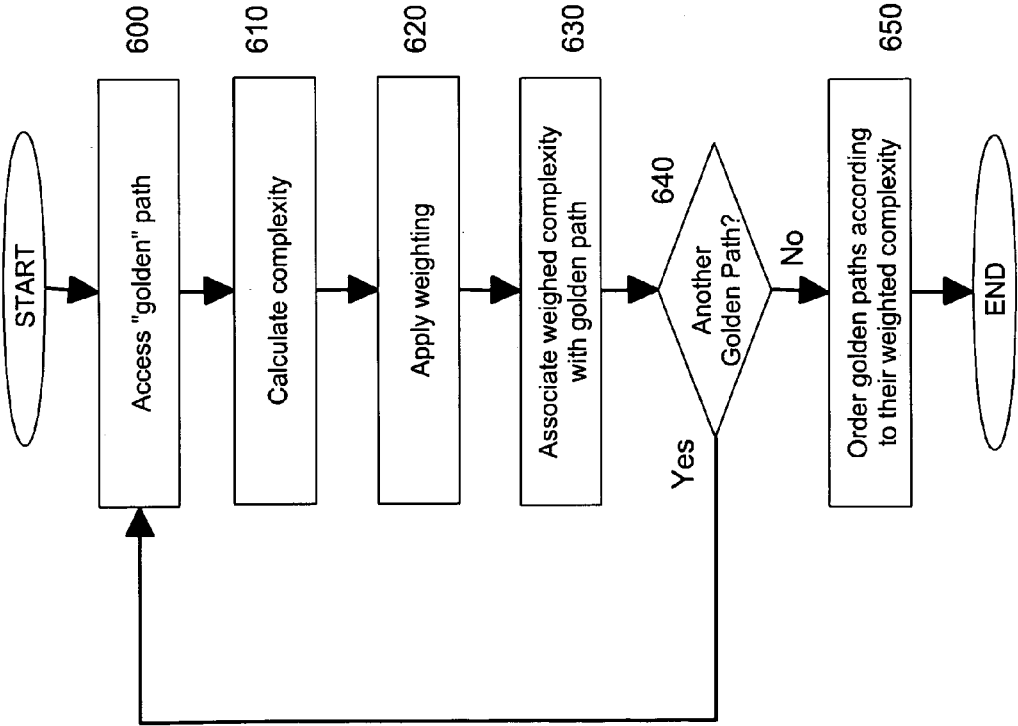 START
Access "golden" path
600
Calculate complexity
610
Apply weighting
620
Associate weighed complexity
with golden path
630
640
Another
Golden Path?
Yes
No
Order golden paths according
to their weighted complexity
650
END